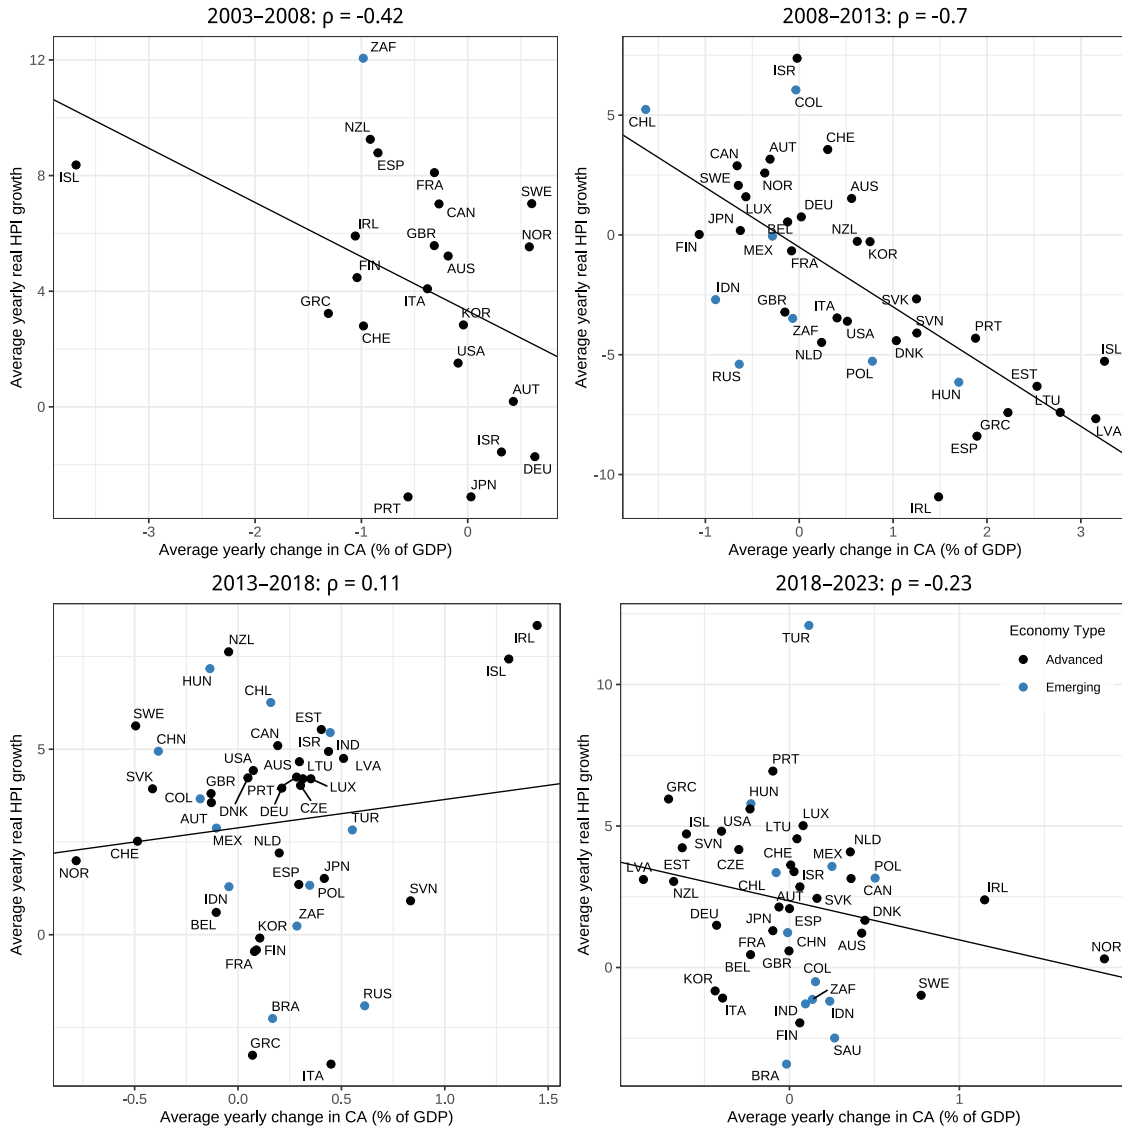 2003–2008: ρ = -0.42
ZAF
NZL
ESP
ISL
FRA
CAN
SWE
IRL
GBR
NOR
FIN
AUS
GRC
ITA
KOR
CHE
USA
AUT
ISR
DEU
PRT
JPN
12
8
4
0
-3
-2
-1
0
Average yearly change in CA (% of GDP)
Average yearly real HPI growth
2008–2013: ρ = -0.7
ISR
COL
CHL
CHE
CAN
AUT
SWE
NOR
AUS
LUX
DEU
JPN
BEL
NZL
FIN
MEX
FRA
KOR
IDN
GBR
ITA
SVK
ZAF
USA
SVN
PRT
NLD
DNK
ISL
RUS
POL
EST
HUN
LTU
GRC
LVA
ESP
IRL
5
0
-5
-10
-1
0
1
2
3
Average yearly change in CA (% of GDP)
Average yearly real HPI growth
2013–2018: ρ = 0.11
NZL
IRL
HUN
ISL
CHL
SWE
EST
CHN
CAN
ISR
IND
USA
AUS
LTU
LVA
SVK
GBR
PRT
LUX
COL
DNK
DEU
CZE
AUT
TUR
MEX
NLD
CHE
NOR
ESP
JPN
IDN
POL
SVN
BEL
ZAF
KOR
FIN
FRA
BRA
RUS
GRC
ITA
5
0
-0.5
0.0
0.5
1.0
1.5
Average yearly change in CA (% of GDP)
Average yearly real HPI growth
2018–2023: ρ = -0.23
TUR
Economy Type
Advanced
Emerging
PRT
GRC
HUN
ISL
USA
LTU
LUX
SVN
NLD
EST
CZE
CHE
MEX
LVA
POL
NZL
CHL
ISR
CAN
IRL
AUT
SVK
DEU
JPN
ESP
DNK
FRA
CHN
AUS
BEL
GBR
NOR
KOR
COL
SWE
ITA
ZAF
IND
IDN
FIN
SAU
BRA
10
5
0
0
1
Average yearly change in CA (% of GDP)
Average yearly real HPI growth